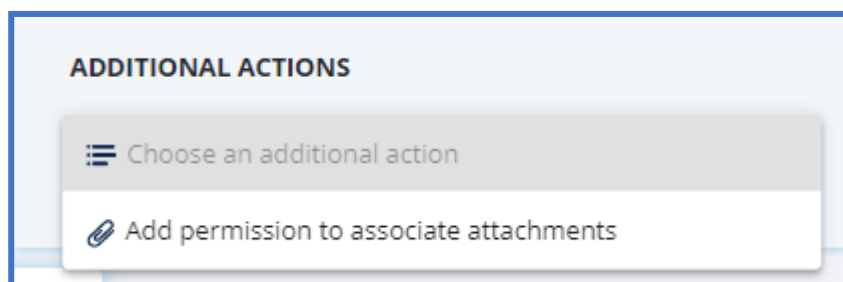 ADDITIONAL ACTIONS
Choose an additional action
Add permission to associate attachments